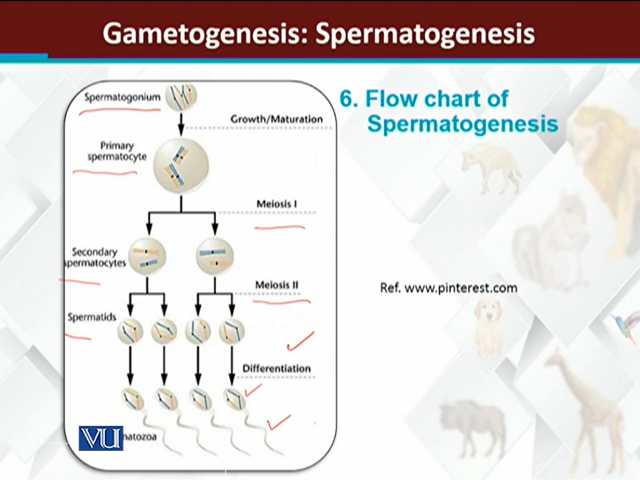 Gametogenesis: Spermatogenesis
6. Flow chart of
Spermatogenesis
Spermatogonium
Growth/Maturation
Primary
spermatocyte
Meiosis I
Secondary
spermatocytes
Meiosis II
Ref. www.pinterest.com
Spermatids
Differentiation
VU
natozoa